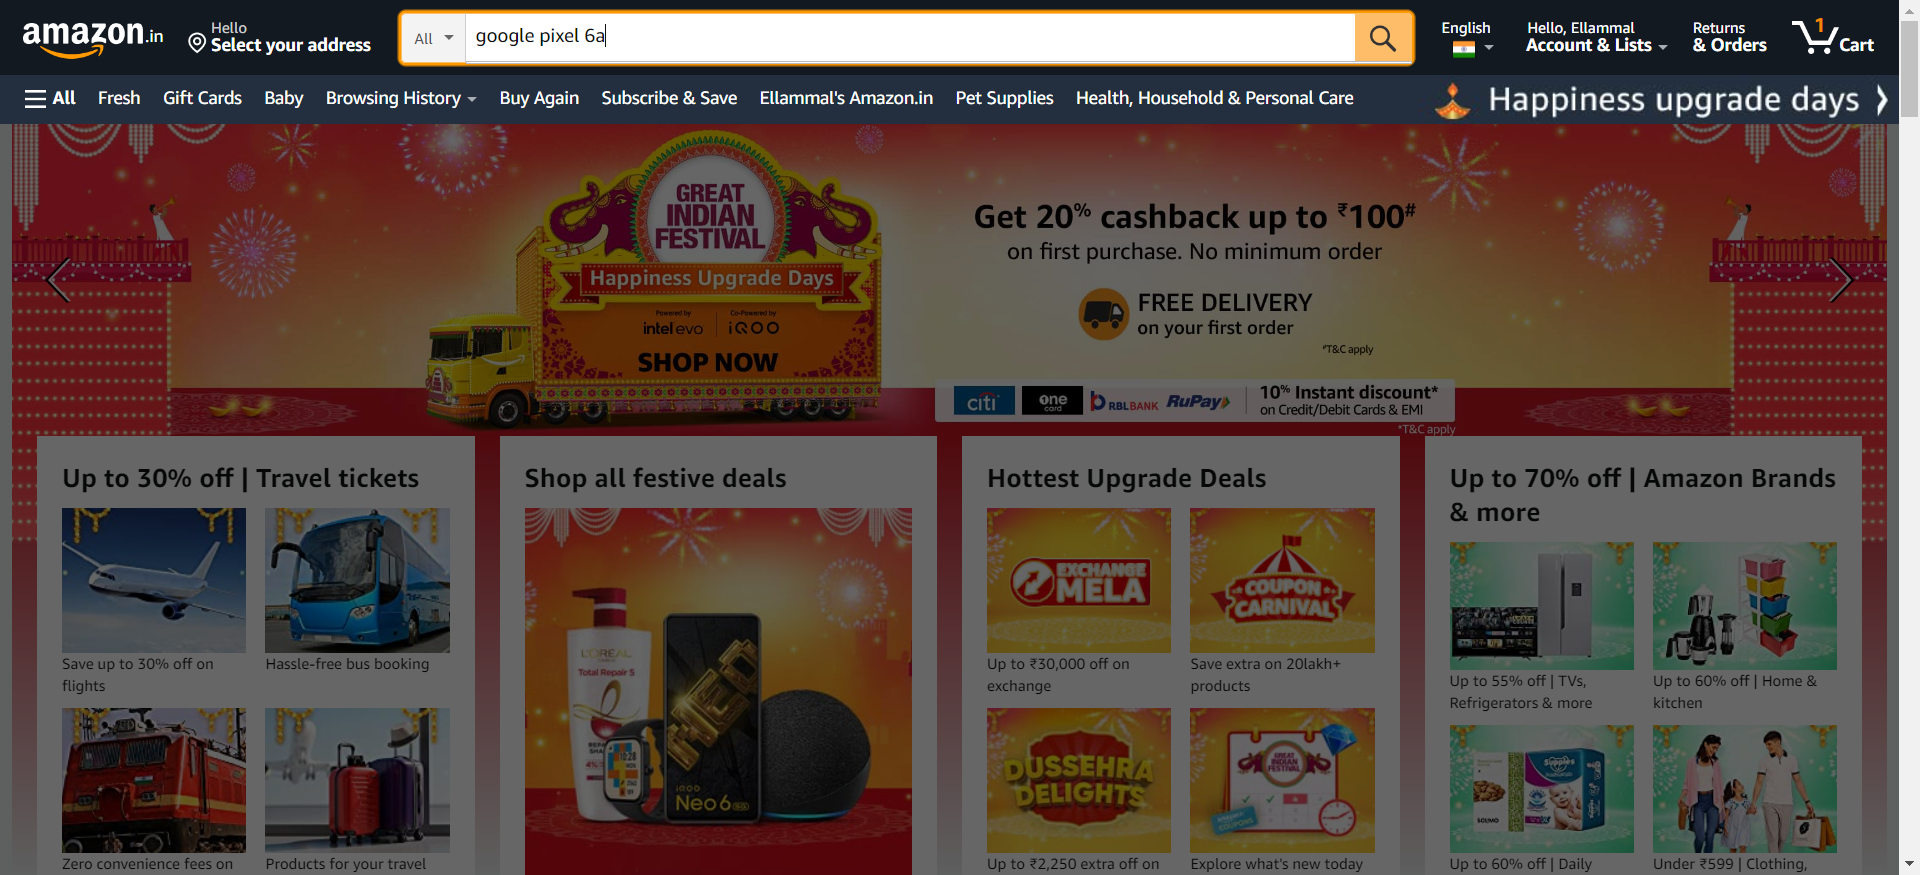 amazon.in
Hello
Select your address
All
google pixel 6a
English
Hello, Ellammal
Account & Lists
Returns
& Orders
1
Cart
All
Fresh
Gift Cards
Baby
Browsing History
Buy Again
Subscribe & Save
Ellammal's Amazon.in
Pet Supplies
Health, Household & Personal Care
Happiness upgrade days
GREAT
INDIAN
FESTIVAL
Happiness Upgrade Days
Powered by
intel evo
Co-Powered by
iQOO
SHOP NOW
Get 20% cashback up to ₹100#
on first purchase. No minimum order
FREE DELIVERY
on your first order
*T&C apply
citi
one
card
RBLBANK
RuPay
10% Instant discount*
on Credit/Debit Cards & EMI
*T&C apply
Up to 30% off | Travel tickets
Save up to 30% off on
flights
Hassle-free bus booking
Zero convenience fees on
Products for your travel
Shop all festive deals
L'OREAL
Total Repair 5
10:28
NEO
iQOO
Neo 6
Hottest Upgrade Deals
EXCHANGE
MELA
Up to ₹30,000 off on
exchange
COUPON
CARNIVAL
Save extra on 20lakh+
products
DUSSEHRA
DELIGHTS
Up to ₹2,250 extra off on
GREAT
INDIAN
FESTIVAL
COUPONS
Explore what's new today
Up to 70% off | Amazon Brands
& more
Up to 55% off | TVs,
Refrigerators & more
Up to 60% off | Home &
kitchen
SOLIMO
Supples
Up to 60% off | Daily
Under ₹599 | Clothing,